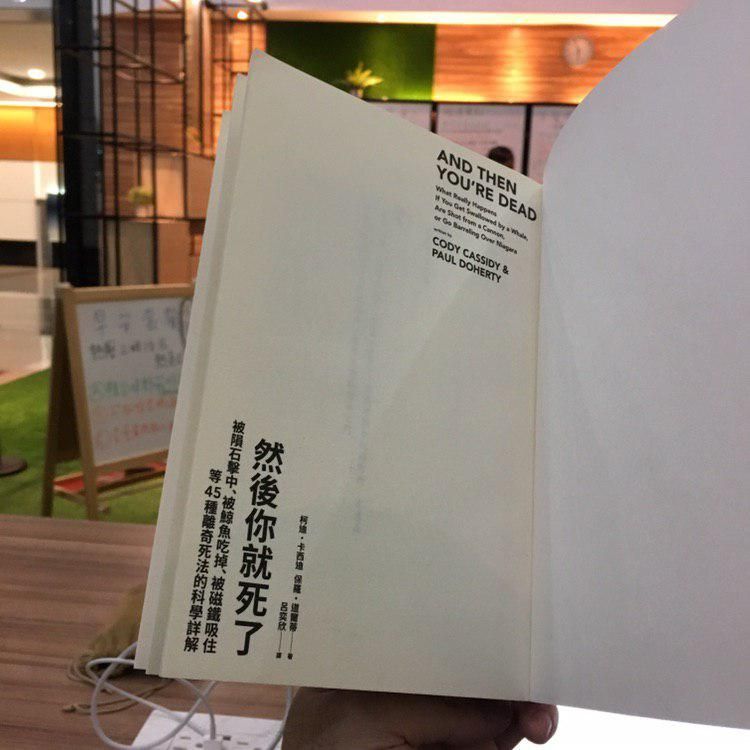 AND THEN
YOU'RE DEAD
What Really Happens
If You Get Swallowed by a Whale,
Are Shot from a Cannon,
or Go Barreling Over Niagara
written by
CODY CASSIDY &
PAUL DOHERTY
柯迪・卡西迪 保羅・道爾蒂——著
呂奕欣——譯
然後你就死了
被隕石擊中、被鯨魚吃掉、被磁鐵吸住
等45種離奇死法的科學詳解